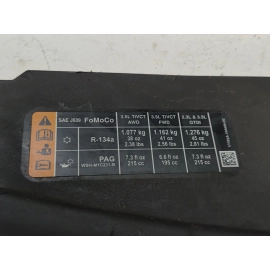 SAE J639 FoMoCo
3.5L TIVCT AWD
3.5L TIVCT FWD
2.0L & 3.5L GTDI
R-134a
1.077 kg
38 oz
2.38 lbs
1.162 kg
41 oz
2.56 lbs
1.276 kg
45 oz
2.81 lbs
PAG
WSH-M1C231-B
7.3 fl oz
215 cc
6.6 fl oz
195 cc
7.3 fl oz
215 cc